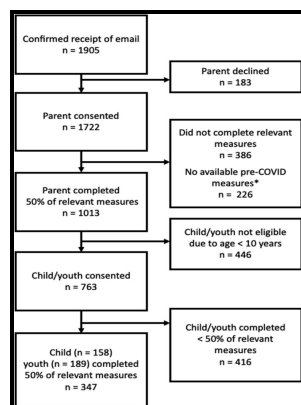 Confirmed receipt of email
n = 1905
Parent declined
n = 183
Parent consented
n = 1722
Did not complete relevant
measures
n = 386
No available pre-COVID
measures*
n = 226
Parent completed
50% of relevant measures
n = 1013
Child/youth not eligible
due to age < 10 years
n = 446
Child/youth consented
n = 763
Child/youth completed
< 50% of relevant
measures
n = 416
Child (n = 158)
youth (n = 189) completed
50% of relevant measures
n = 347